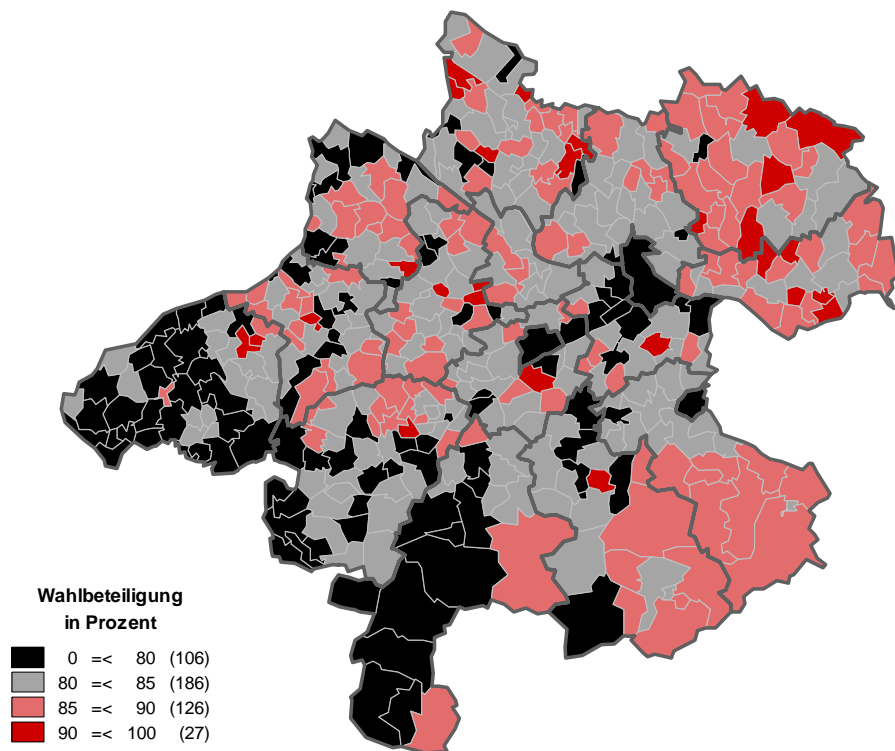 Wahlbeteiligung
in Prozent
0 =< 80 (106)
80 =< 85 (186)
85 =< 90 (126)
90 =< 100 (27)